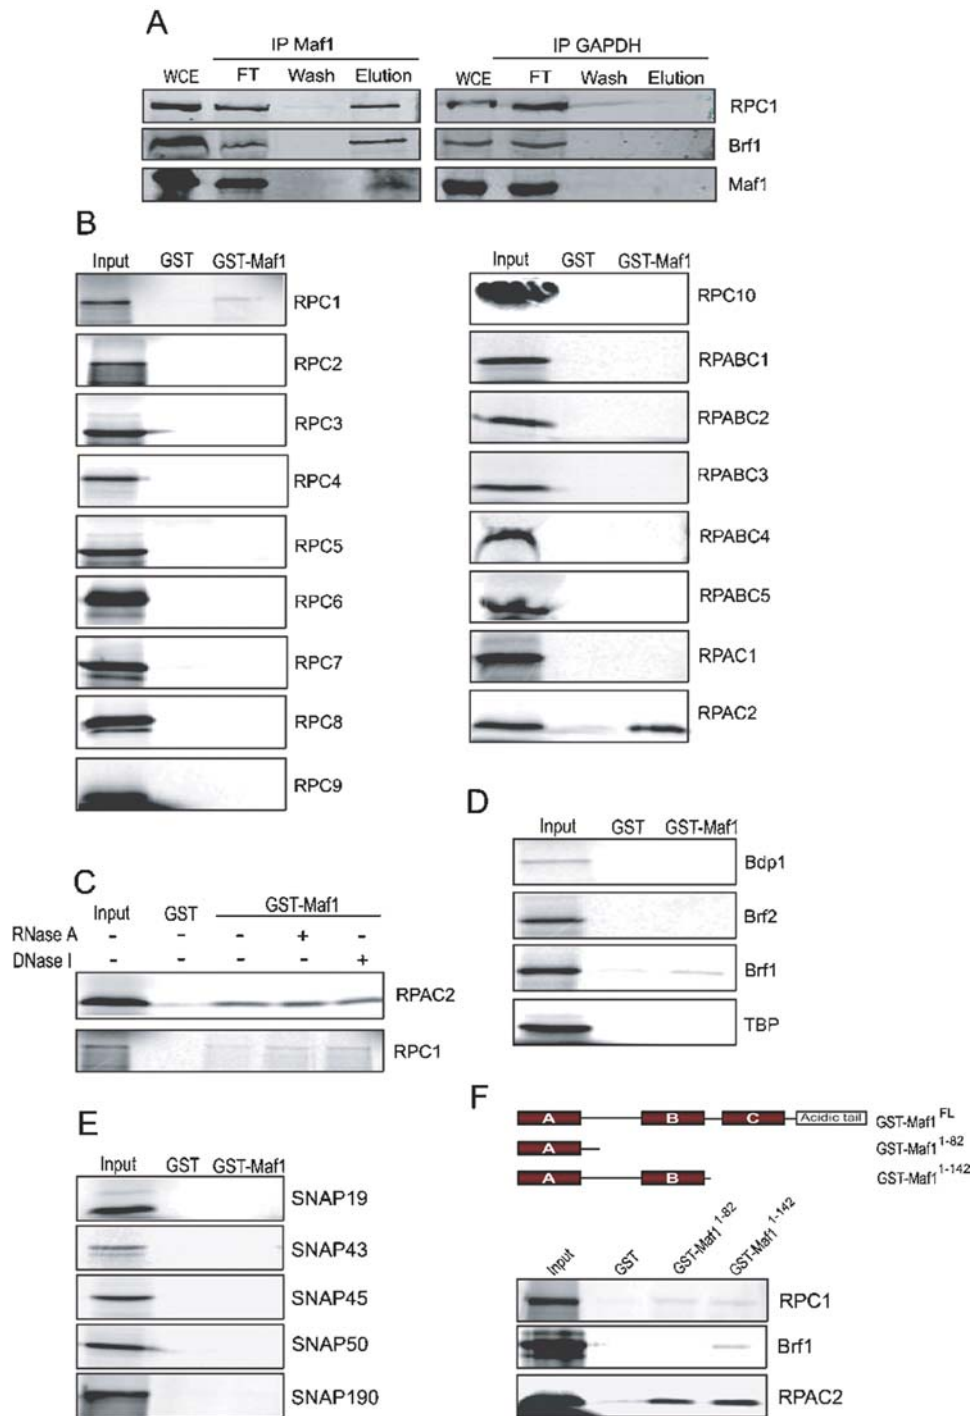 A
IP Maf1
IP GAPDH
WCE FT Wash Elution
WCE FT Wash Elution
RPC1
Brf1
Maf1
B
Input GST GST-Maf1
RPC1
RPC2
RPC3
RPC4
RPC5
RPC6
RPC7
RPC8
RPC9
Input GST GST-Maf1
RPC10
RPABC1
RPABC2
RPABC3
RPABC4
RPABC5
RPAC1
RPAC2
C
Input GST GST-Maf1
RNase A - - - + -
DNase I - - - - +
RPAC2
RPC1
D
Input GST GST-Maf1
Bdp1
Brf2
Brf1
TBP
E
Input GST GST-Maf1
SNAP19
SNAP43
SNAP45
SNAP50
SNAP190
F
A B C Acidic tail GST-Maf1 FL
A GST-Maf1 1-82
A B GST-Maf1 1-142
Input GST GST-Maf1 1-82 GST-Maf1 1-142
RPC1
Brf1
RPAC2